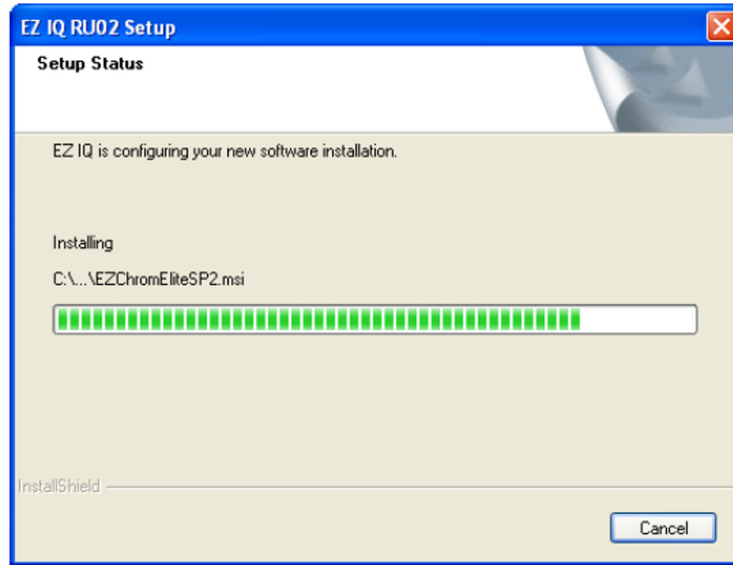 EZ IQ RU02 Setup
Setup Status
EZ IQ is configuring your new software installation.
Installing
C:\...\EZChromEliteSP2.msi
InstallShield
Cancel